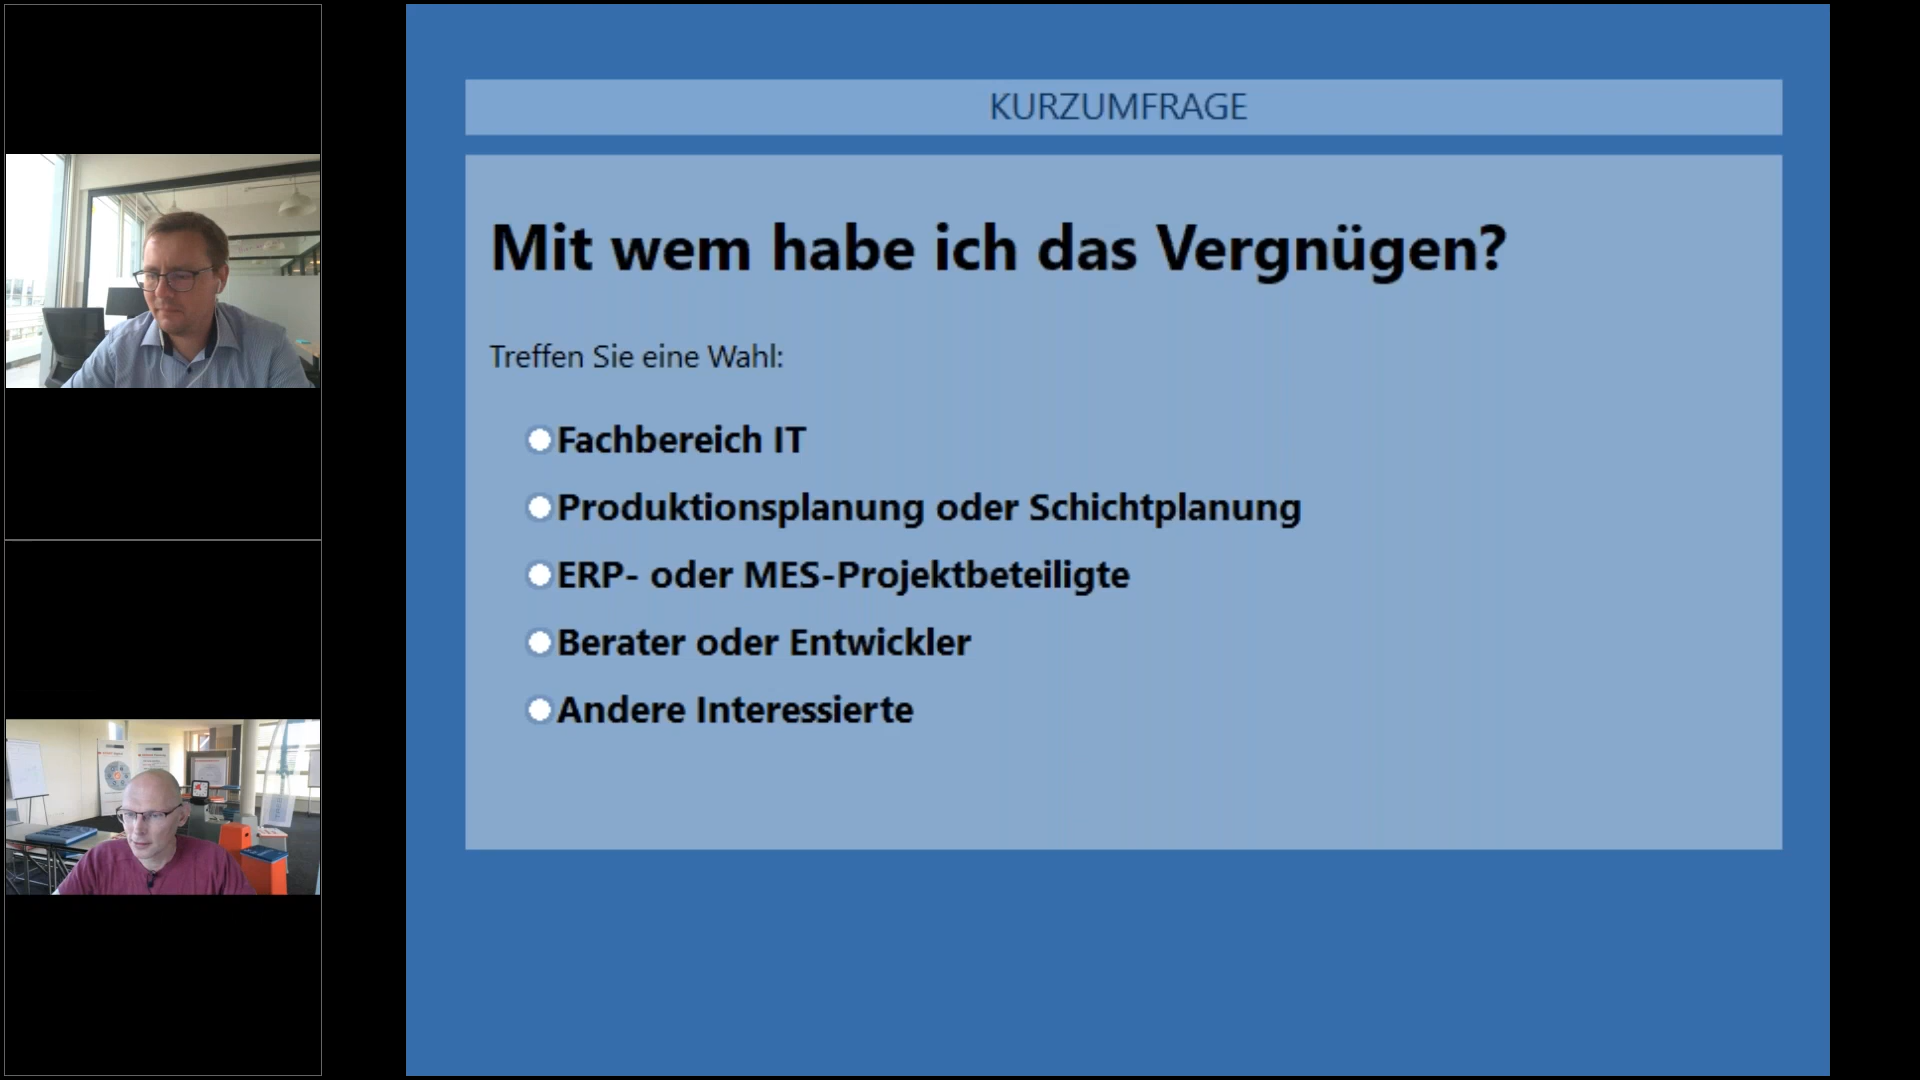 KURZUMFRAGE
Mit wem habe ich das Vergnügen?
Treffen Sie eine Wahl:
Fachbereich IT
Produktionsplanung oder Schichtplanung
ERP- oder MES-Projektbeteiligte
Berater oder Entwickler
Andere Interessierte